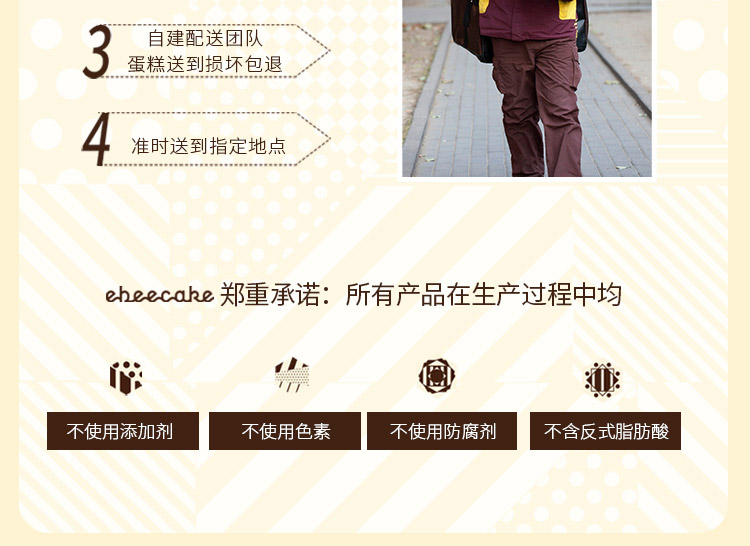 3
自建配送团队
蛋糕送到损坏包退
4
准时送到指定地点
ebeecake 郑重承诺：所有产品在生产过程中均
不使用添加剂
不使用色素
不使用防腐剂
不含反式脂肪酸